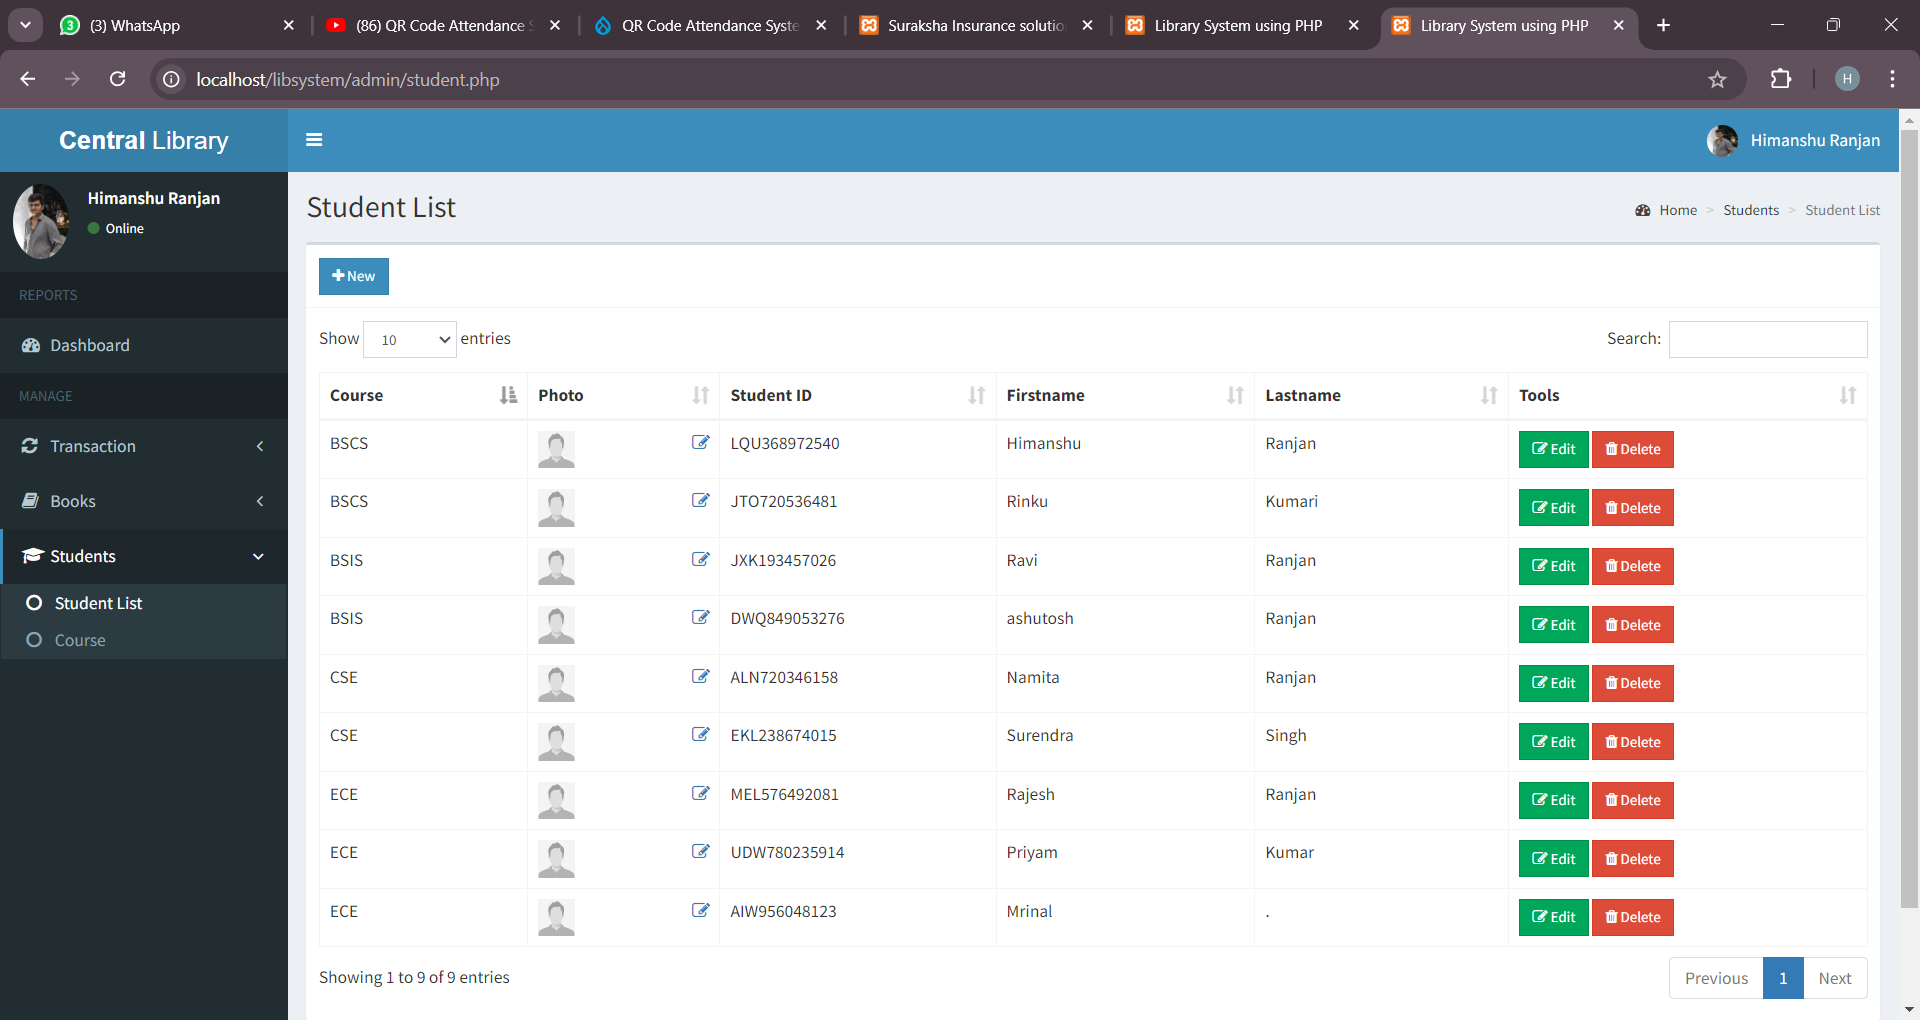 3 (3) WhatsApp
(86) QR Code Attendance S
QR Code Attendance Syste
Suraksha Insurance solutio
Library System using PHP
Library System using PHP
localhost/libsystem/admin/student.php
H
Central Library
Himanshu Ranjan
Himanshu Ranjan
Online
REPORTS
Dashboard
MANAGE
Transaction
Books
Students
Student List
Course
Student List
Home > Students > Student List
New
Show 10 entries
Search:
Course Photo Student ID Firstname Lastname Tools
BSCS LQU368972540 Himanshu Ranjan Edit Delete
BSCS JTO720536481 Rinku Kumari Edit Delete
BSIS JXK193457026 Ravi Ranjan Edit Delete
BSIS DWQ849053276 ashutosh Ranjan Edit Delete
CSE ALN720346158 Namita Ranjan Edit Delete
CSE EKL238674015 Surendra Singh Edit Delete
ECE MEL576492081 Rajesh Ranjan Edit Delete
ECE UDW780235914 Priyam Kumar Edit Delete
ECE AIW956048123 Mrinal . Edit Delete
Showing 1 to 9 of 9 entries
Previous 1 Next